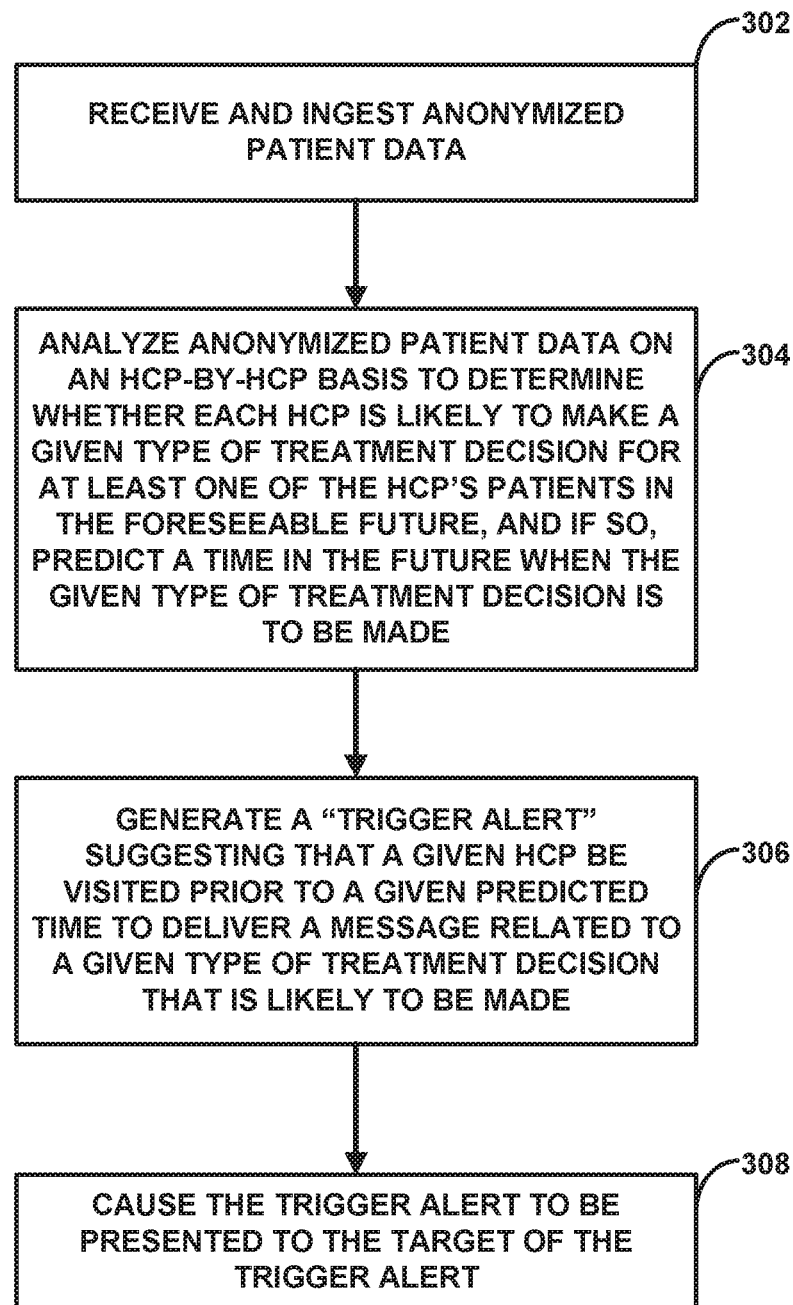 302
RECEIVE AND INGEST ANONYMIZED
PATIENT DATA
304
ANALYZE ANONYMIZED PATIENT DATA ON
AN HCP-BY-HCP BASIS TO DETERMINE
WHETHER EACH HCP IS LIKELY TO MAKE A
GIVEN TYPE OF TREATMENT DECISION FOR
AT LEAST ONE OF THE HCP'S PATIENTS IN
THE FORESEEABLE FUTURE, AND IF SO,
PREDICT A TIME IN THE FUTURE WHEN THE
GIVEN TYPE OF TREATMENT DECISION IS
TO BE MADE
306
GENERATE A “TRIGGER ALERT”
SUGGESTING THAT A GIVEN HCP BE
VISITED PRIOR TO A GIVEN PREDICTED
TIME TO DELIVER A MESSAGE RELATED TO
A GIVEN TYPE OF TREATMENT DECISION
THAT IS LIKELY TO BE MADE
308
CAUSE THE TRIGGER ALERT TO BE
PRESENTED TO THE TARGET OF THE
TRIGGER ALERT